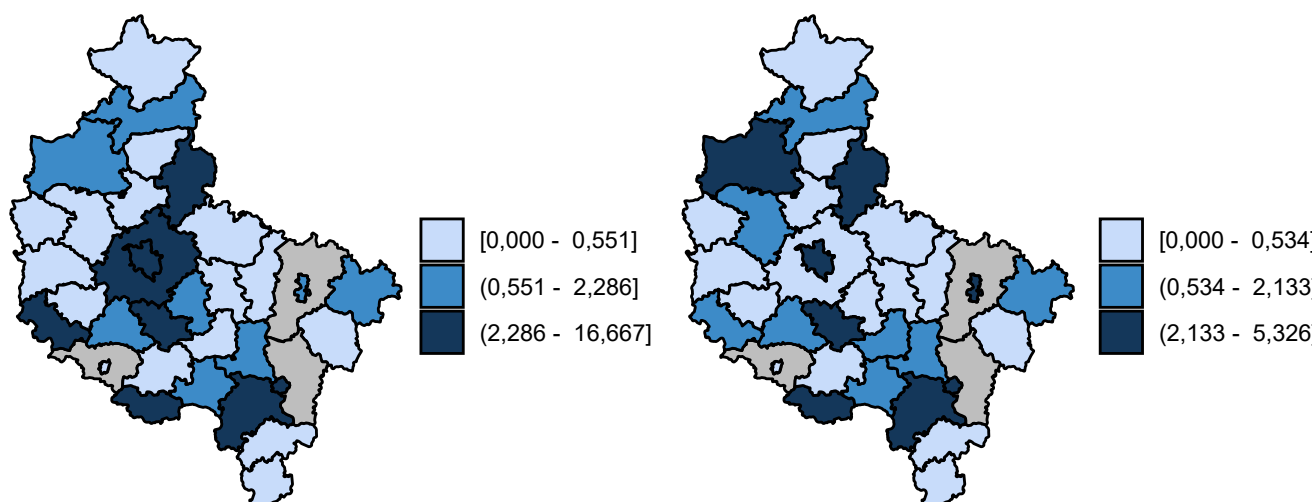 [0,000 - 0,551]
(0,551 - 2,286]
(2,286 - 16,667]
[0,000 - 0,534]
(0,534 - 2,133]
(2,133 - 5,326]